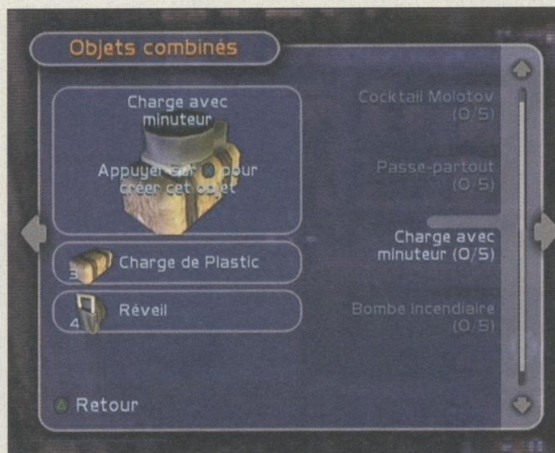 Objets combinés
Charge avec
minuteur
Appuyer sur ⊗ pour
créer cet objet
3
Charge de Plastic
4
Réveil
Retour
Cocktail Molotov
(0/5)
Passe-partout
(0/5)
Charge avec
minuteur (0/5)
Bombe incendiaire
(0/5)